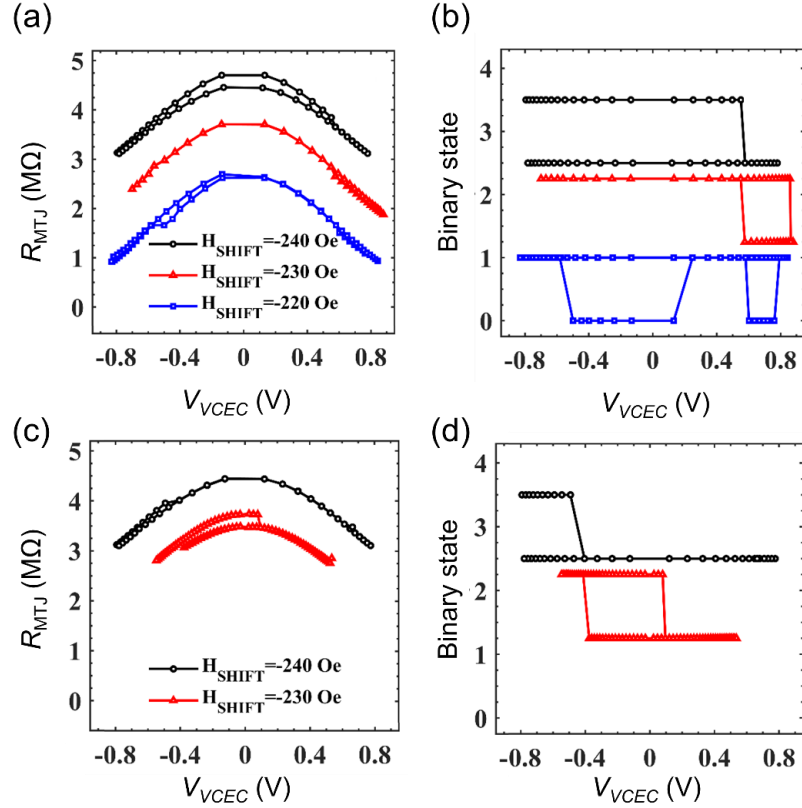 (a)
5
4
3
2
1
0
R_MTJ (MΩ)
H_SHIFT=-240 Oe
H_SHIFT=-230 Oe
H_SHIFT=-220 Oe
-0.8 -0.4 0 0.4 0.8
V_VCEC (V)
(b)
4
3
2
1
0
Binary state
-0.8 -0.4 0 0.4 0.8
V_VCEC (V)
(c)
5
4
3
2
1
0
R_MTJ (MΩ)
H_SHIFT=-240 Oe
H_SHIFT=-230 Oe
-0.8 -0.4 0 0.4 0.8
V_VCEC (V)
(d)
4
3
2
1
0
Binary state
-0.8 -0.4 0 0.4 0.8
V_VCEC (V)